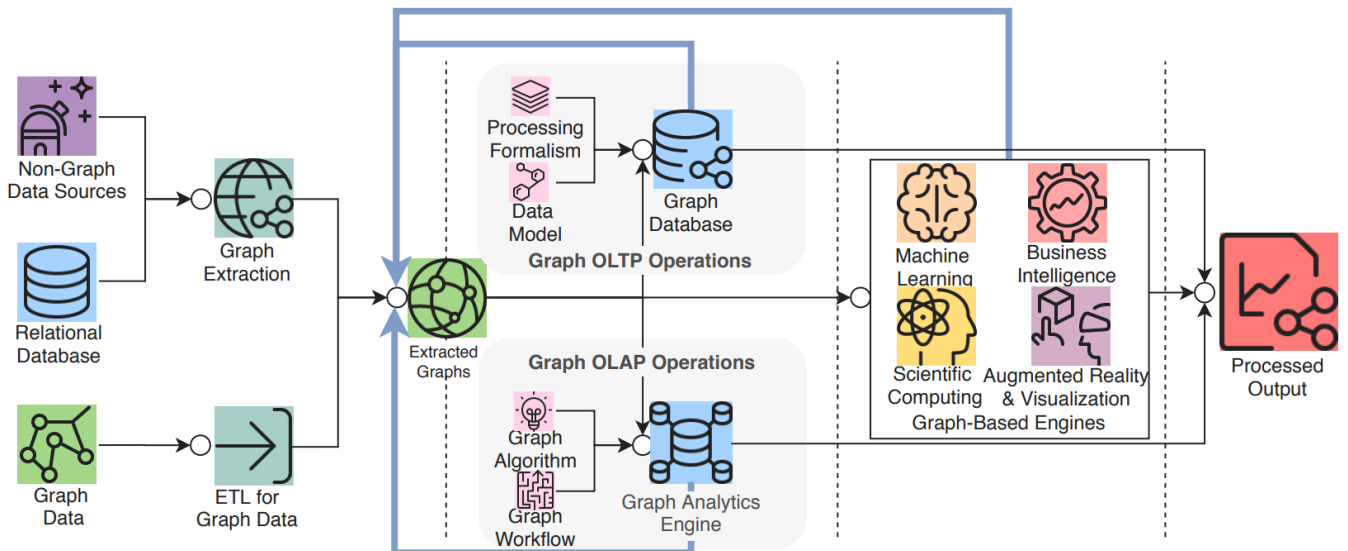 Non-Graph
Data Sources
Relational
Database
Graph
Data
Graph
Extraction
ETL for
Graph Data
Extracted
Graphs
Processing
Formalism
Data
Model
Graph
Database
Graph OLTP Operations
Graph OLAP Operations
Graph
Algorithm
Graph
Workflow
Graph Analytics
Engine
Machine
Learning
Business
Intelligence
Scientific
Computing
Augmented Reality
& Visualization
Graph-Based Engines
Processed
Output